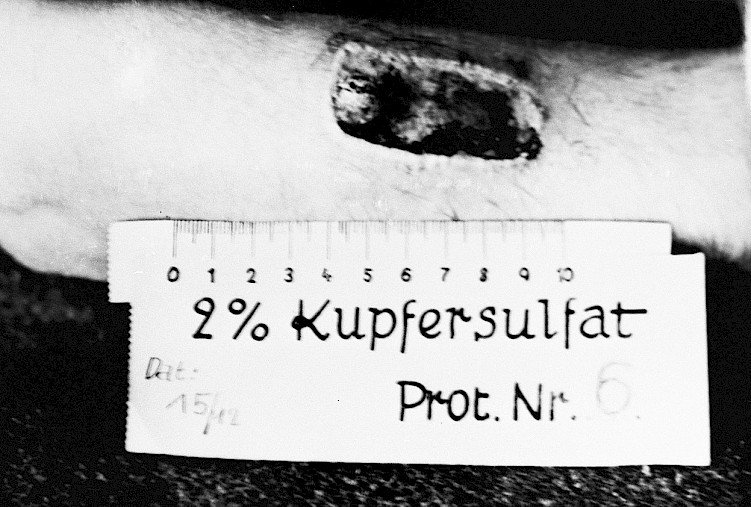 0 1 2 3 4 5 6 7 8 9 10
2% Kupfersulfat
Dat:
15/12
Prot. Nr. 6.